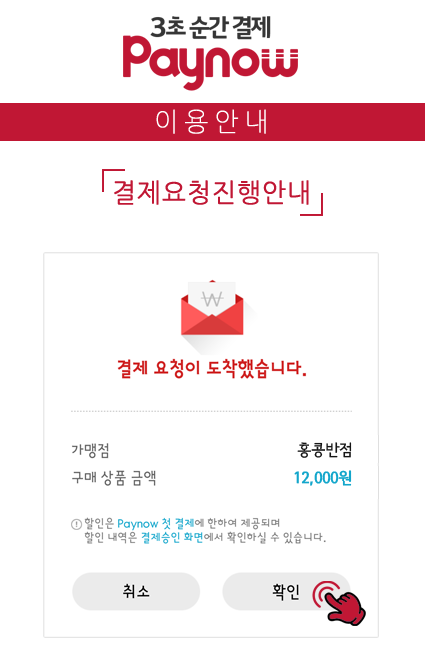 3초 순간 결제
Paynow
이용안내
결제요청진행안내
₩
결제 요청이 도착했습니다.
가맹점 홍콩반점
구매 상품 금액 12,000원
! 할인은 Paynow 첫 결제에 한하여 제공되며
할인 내역은 결제승인 화면에서 확인하실 수 있습니다.
취소 확인